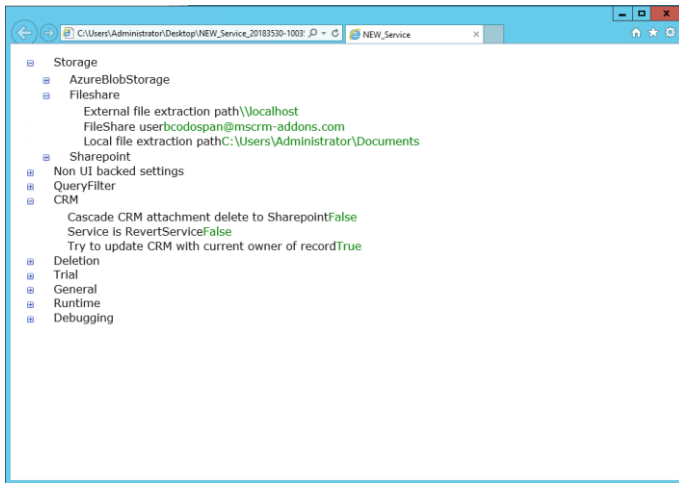 C:\Users\Administrator\Desktop\NEW_Service_20183530-1003:
NEW_Service
Storage
AzureBlobStorage
Fileshare
External file extraction path\\localhost
FileShare userbcodospan@mscrm-addons.com
Local file extraction pathC:\Users\Administrator\Documents
Sharepoint
Non UI backed settings
QueryFilter
CRM
Cascade CRM attachment delete to SharepointFalse
Service is RevertServiceFalse
Try to update CRM with current owner of recordTrue
Deletion
Trial
General
Runtime
Debugging